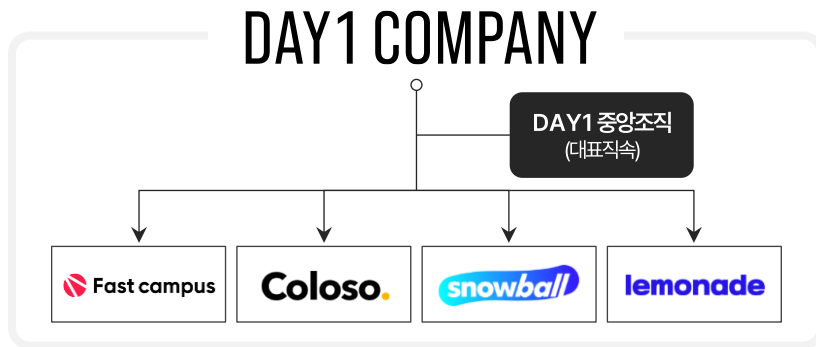 DAY1 COMPANY
DAY1 중앙조직
(대표직속)
Fast campus
Coloso.
snowball
lemonade